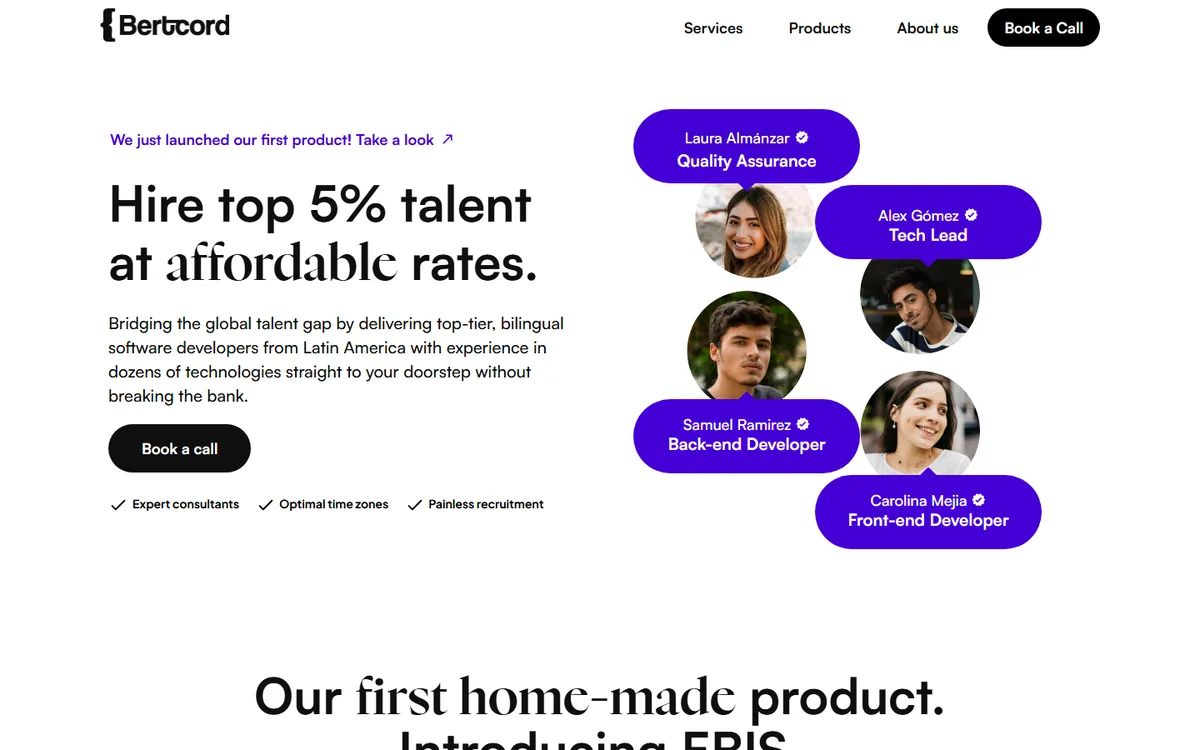 Bertcord
Services
Products
About us
Book a Call
We just launched our first product! Take a look ↗
Hire top 5% talent
at affordable rates.
Bridging the global talent gap by delivering top-tier, bilingual
software developers from Latin America with experience in
dozens of technologies straight to your doorstep without
breaking the bank.
Book a call
Expert consultants
Optimal time zones
Painless recruitment
Laura Almánzar
Quality Assurance
Alex Gómez
Tech Lead
Samuel Ramirez
Back-end Developer
Carolina Mejia
Front-end Developer
Our first home-made product.
Introducing